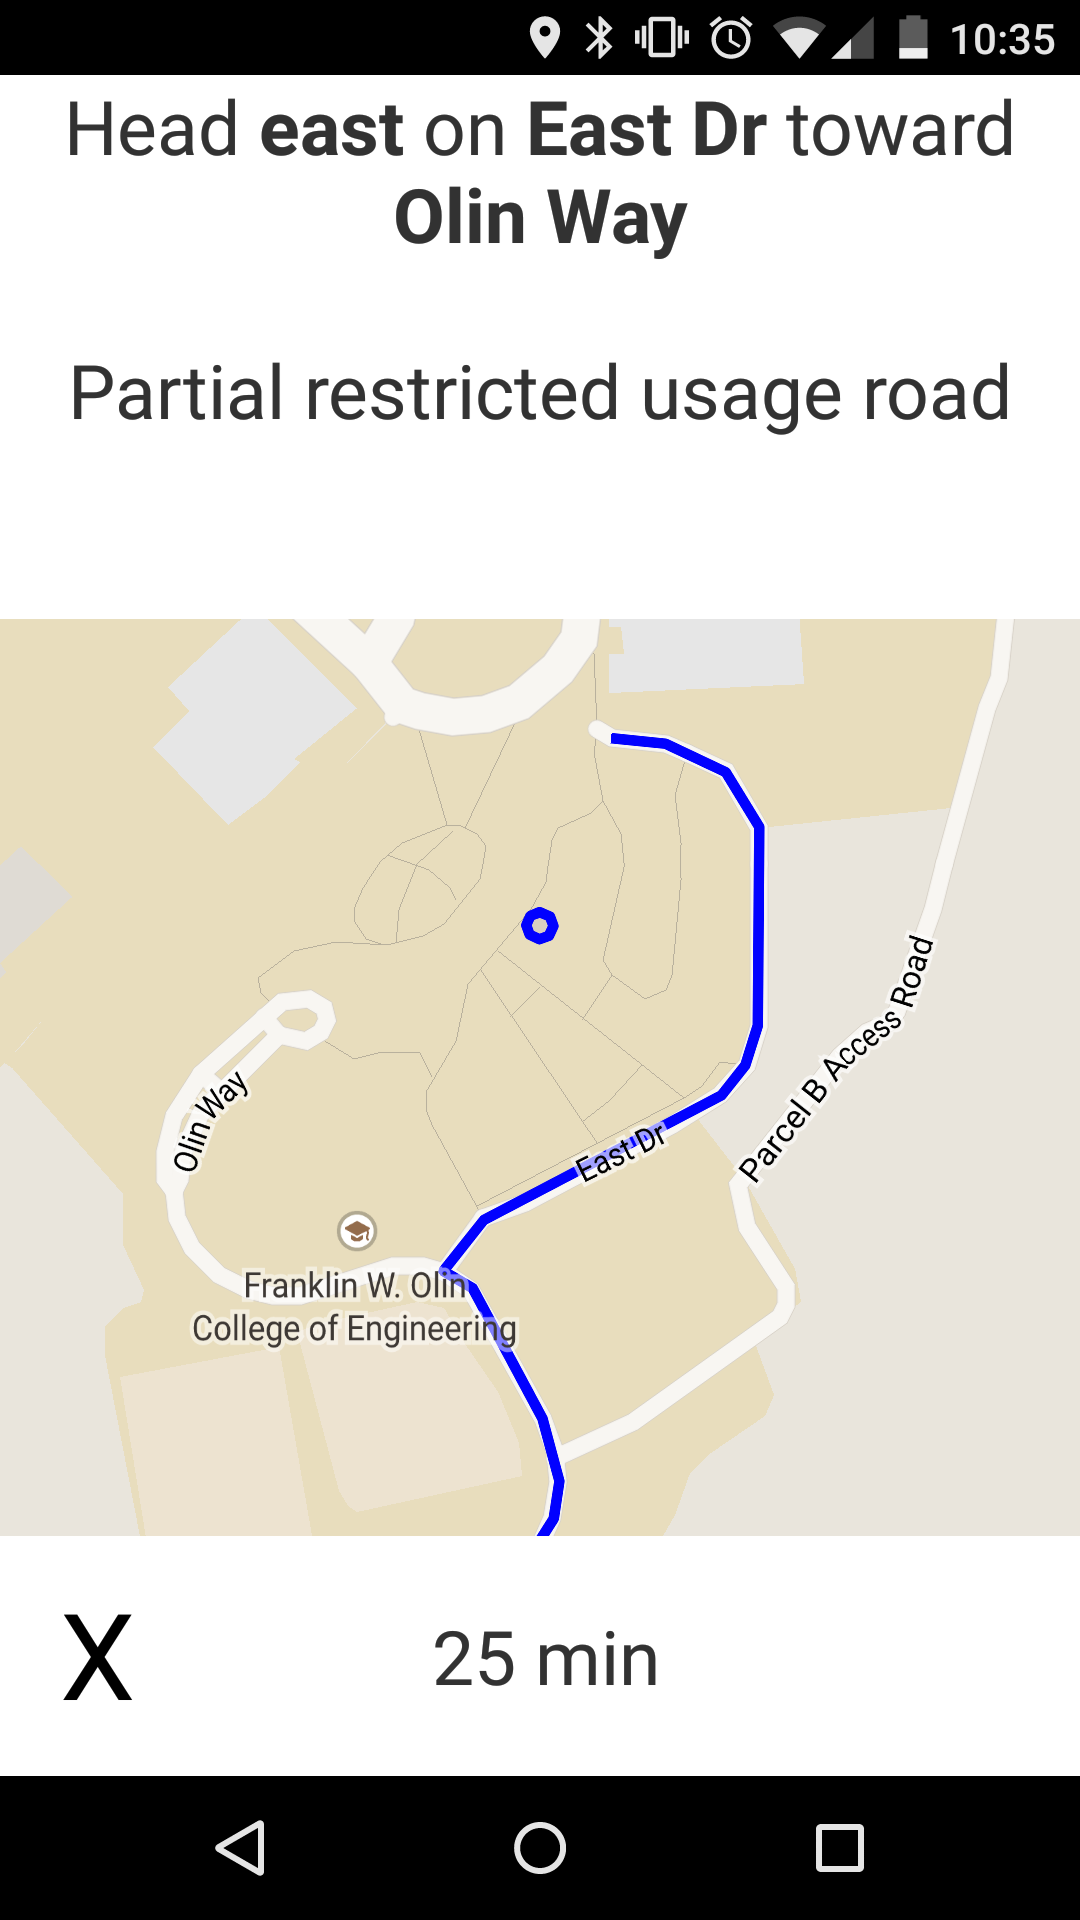 10:35
Head east on East Dr toward
Olin Way
Partial restricted usage road
Parcel B Access Road
Olin Way
East Dr
Franklin W. Olin
College of Engineering
X
25 min